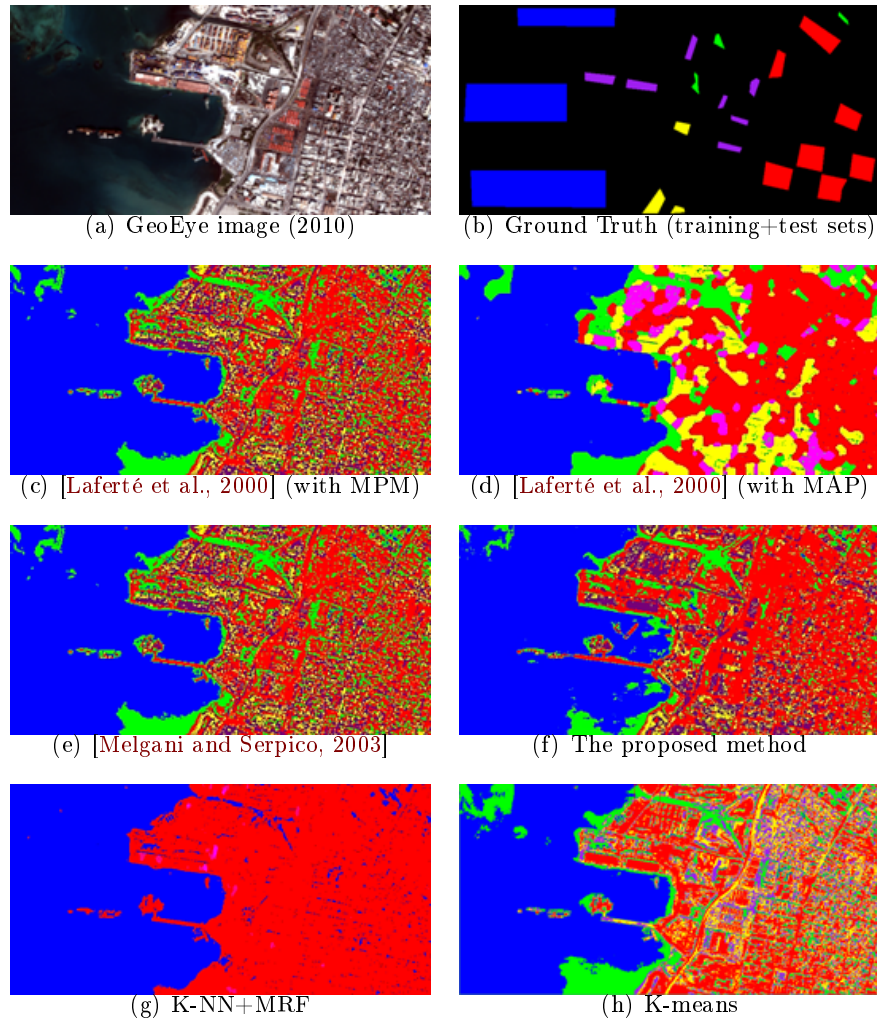 (a) GeoEye image (2010)
(b) Ground Truth (training+test sets)
(c) [Laferté et al., 2000] (with MPM)
(d) [Laferté et al., 2000] (with MAP)
(e) [Melgani and Serpico, 2003]
(f) The proposed method
(g) K-NN+MRF
(h) K-means